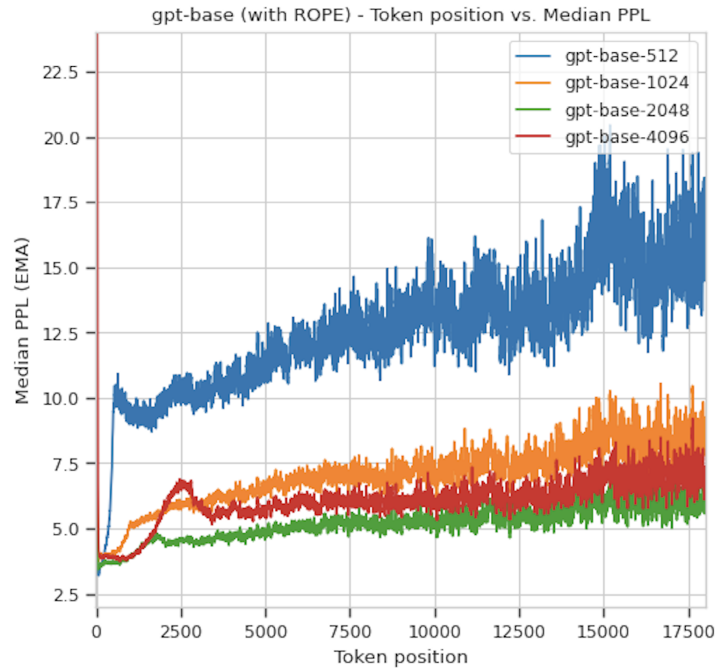 gpt-base (with ROPE) - Token position vs. Median PPL
gpt-base-512
gpt-base-1024
gpt-base-2048
gpt-base-4096
22.5
20.0
17.5
15.0
12.5
10.0
7.5
5.0
2.5
Median PPL (EMA)
0 2500 5000 7500 10000 12500 15000 17500
Token position